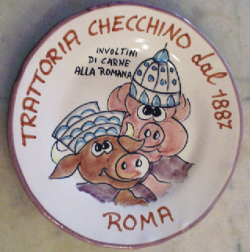 TRATTORIA CHECCHINO dal 1887
INVOLTINI
DI CARNE
ALLA ROMANA
ROMA